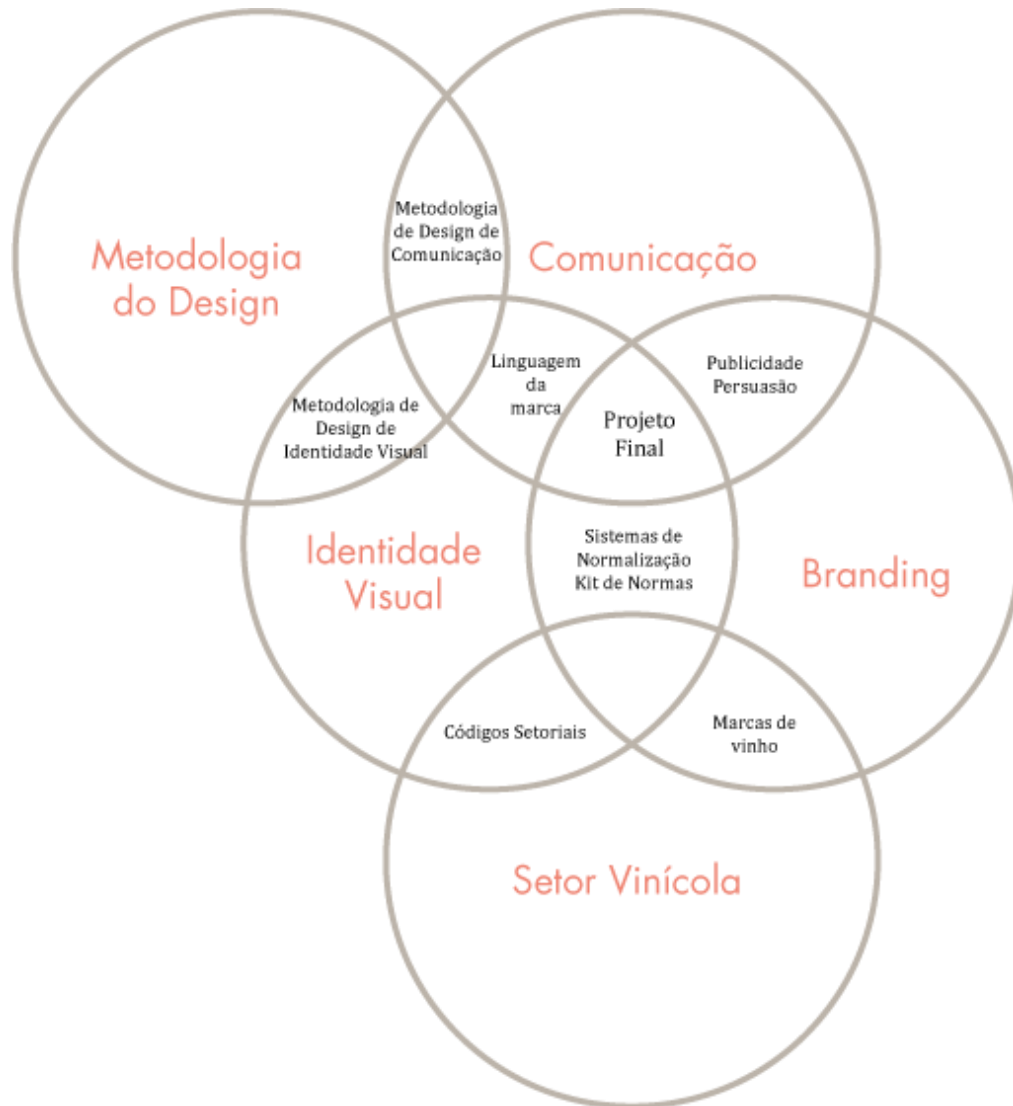 Metodologia
de Design de
Comunicação
Metodologia
do Design
Comunicação
Linguagem
da
marca
Publicidade
Persuasão
Metodologia de
Design de
Identidade Visual
Projeto
Final
Identidade
Visual
Sistemas de
Normalização
Kit de Normas
Branding
Códigos Setoriais
Marcas de
vinho
Setor Vinícola